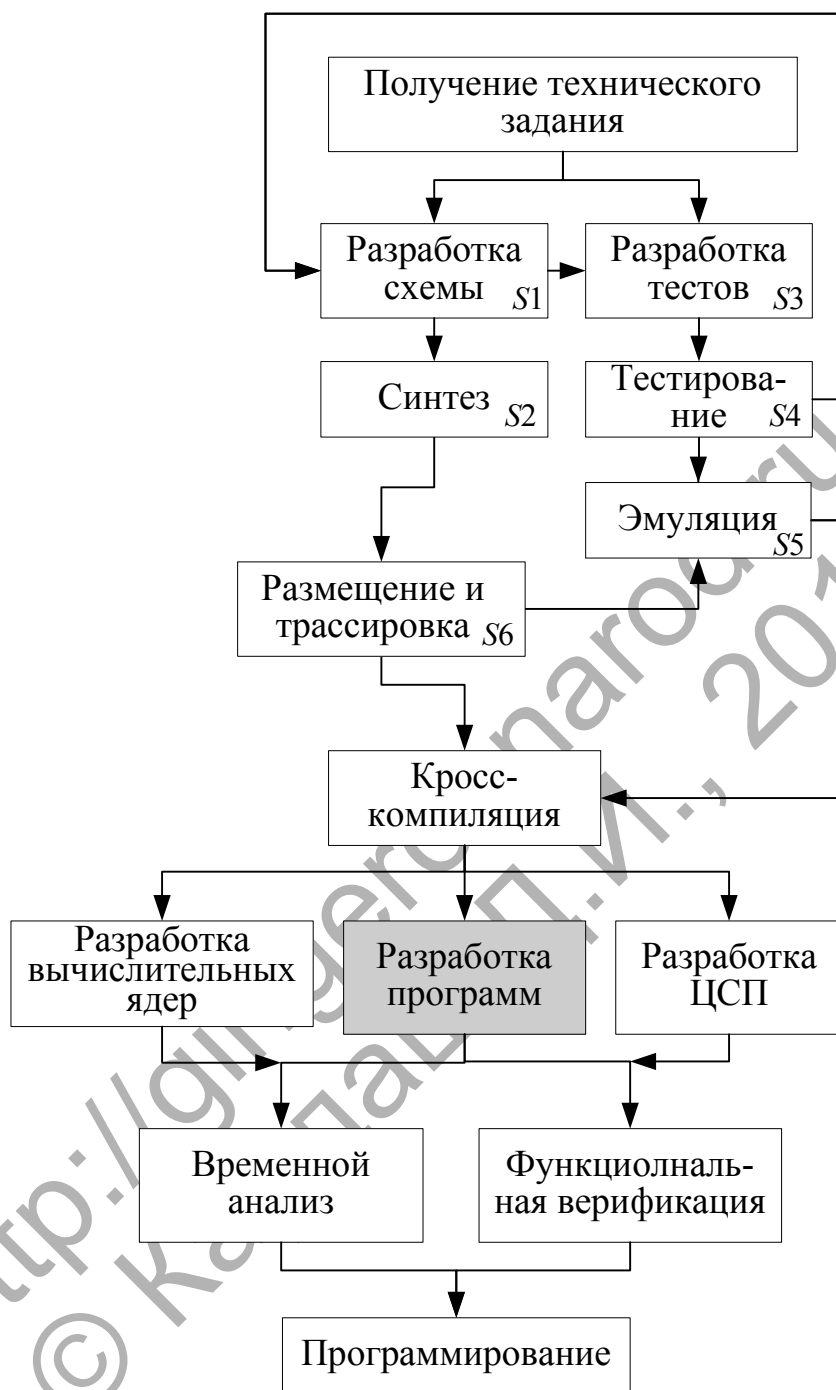 Получение технического
задания
Разработка
схемы S1
Разработка
тестов S3
Синтез S2
Тестирова-
ние S4
Эмуляция
S5
Размещение и
трассировка S6
Кросс-
компиляция
Разработка
вычислительных
ядер
Разработка
программ
Разработка
ЦСП
Временной
анализ
Функциолналь-
ная верификация
Программирование